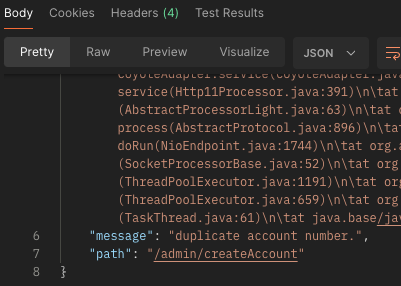 Body Cookies Headers (4) Test Results
Pretty Raw Preview Visualize JSON
CoyoteAdapter.service(CoyoteAdapter.jav
service(Http11Processor.java:391)\n\tat
(AbstractProcessorLight.java:63)\n\tat o
process(AbstractProtocol.java:896)\n\tat
doRun(NioEndpoint.java:1744)\n\tat org.a
(SocketProcessorBase.java:52)\n\tat org
(ThreadPoolExecutor.java:1191)\n\tat org
(ThreadPoolExecutor.java:659)\n\tat org.
(TaskThread.java:61)\n\tat java.base/jav
6 "message": "duplicate account number.",
7 "path": "/admin/createAccount"
8 }